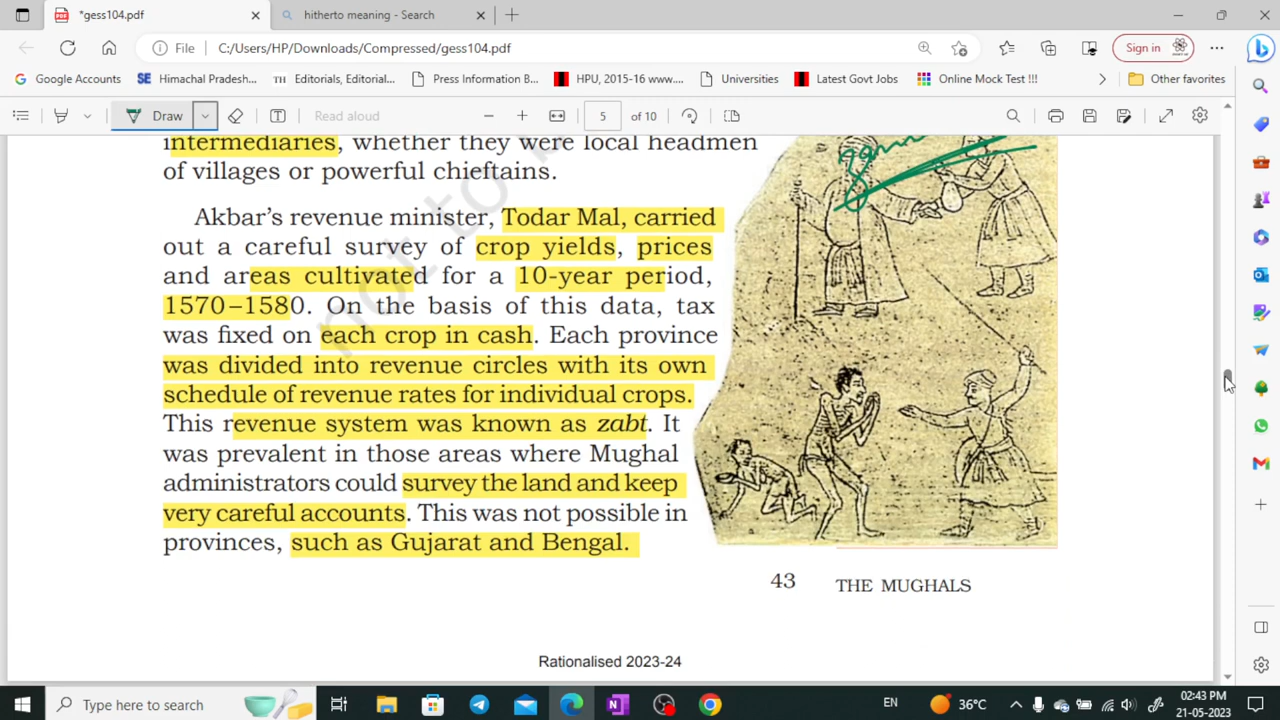 *gess104.pdf
hitherto meaning - Search
File C:/Users/HP/Downloads/Compressed/gess104.pdf
Sign in
Google Accounts
SE Himachal Pradesh...
TH Editorials, Editorial...
Press Information B...
HPU, 2015-16 www....
Universities
Latest Govt Jobs
Online Mock Test !!!
Other favorites
Draw
Read aloud
5 of 10
intermediaries, whether they were local headmen
of villages or powerful chieftains.
Akbar's revenue minister, Todar Mal, carried
out a careful survey of crop yields, prices
and areas cultivated for a 10-year period,
1570–1580. On the basis of this data, tax
was fixed on each crop in cash. Each province
was divided into revenue circles with its own
schedule of revenue rates for individual crops.
This revenue system was known as zabt. It
was prevalent in those areas where Mughal
administrators could survey the land and keep
very careful accounts. This was not possible in
provinces, such as Gujarat and Bengal.
not to
43 THE MUGHALS
Rationalised 2023-24
Type here to search
EN
36°C
02:43 PM
21-05-2023